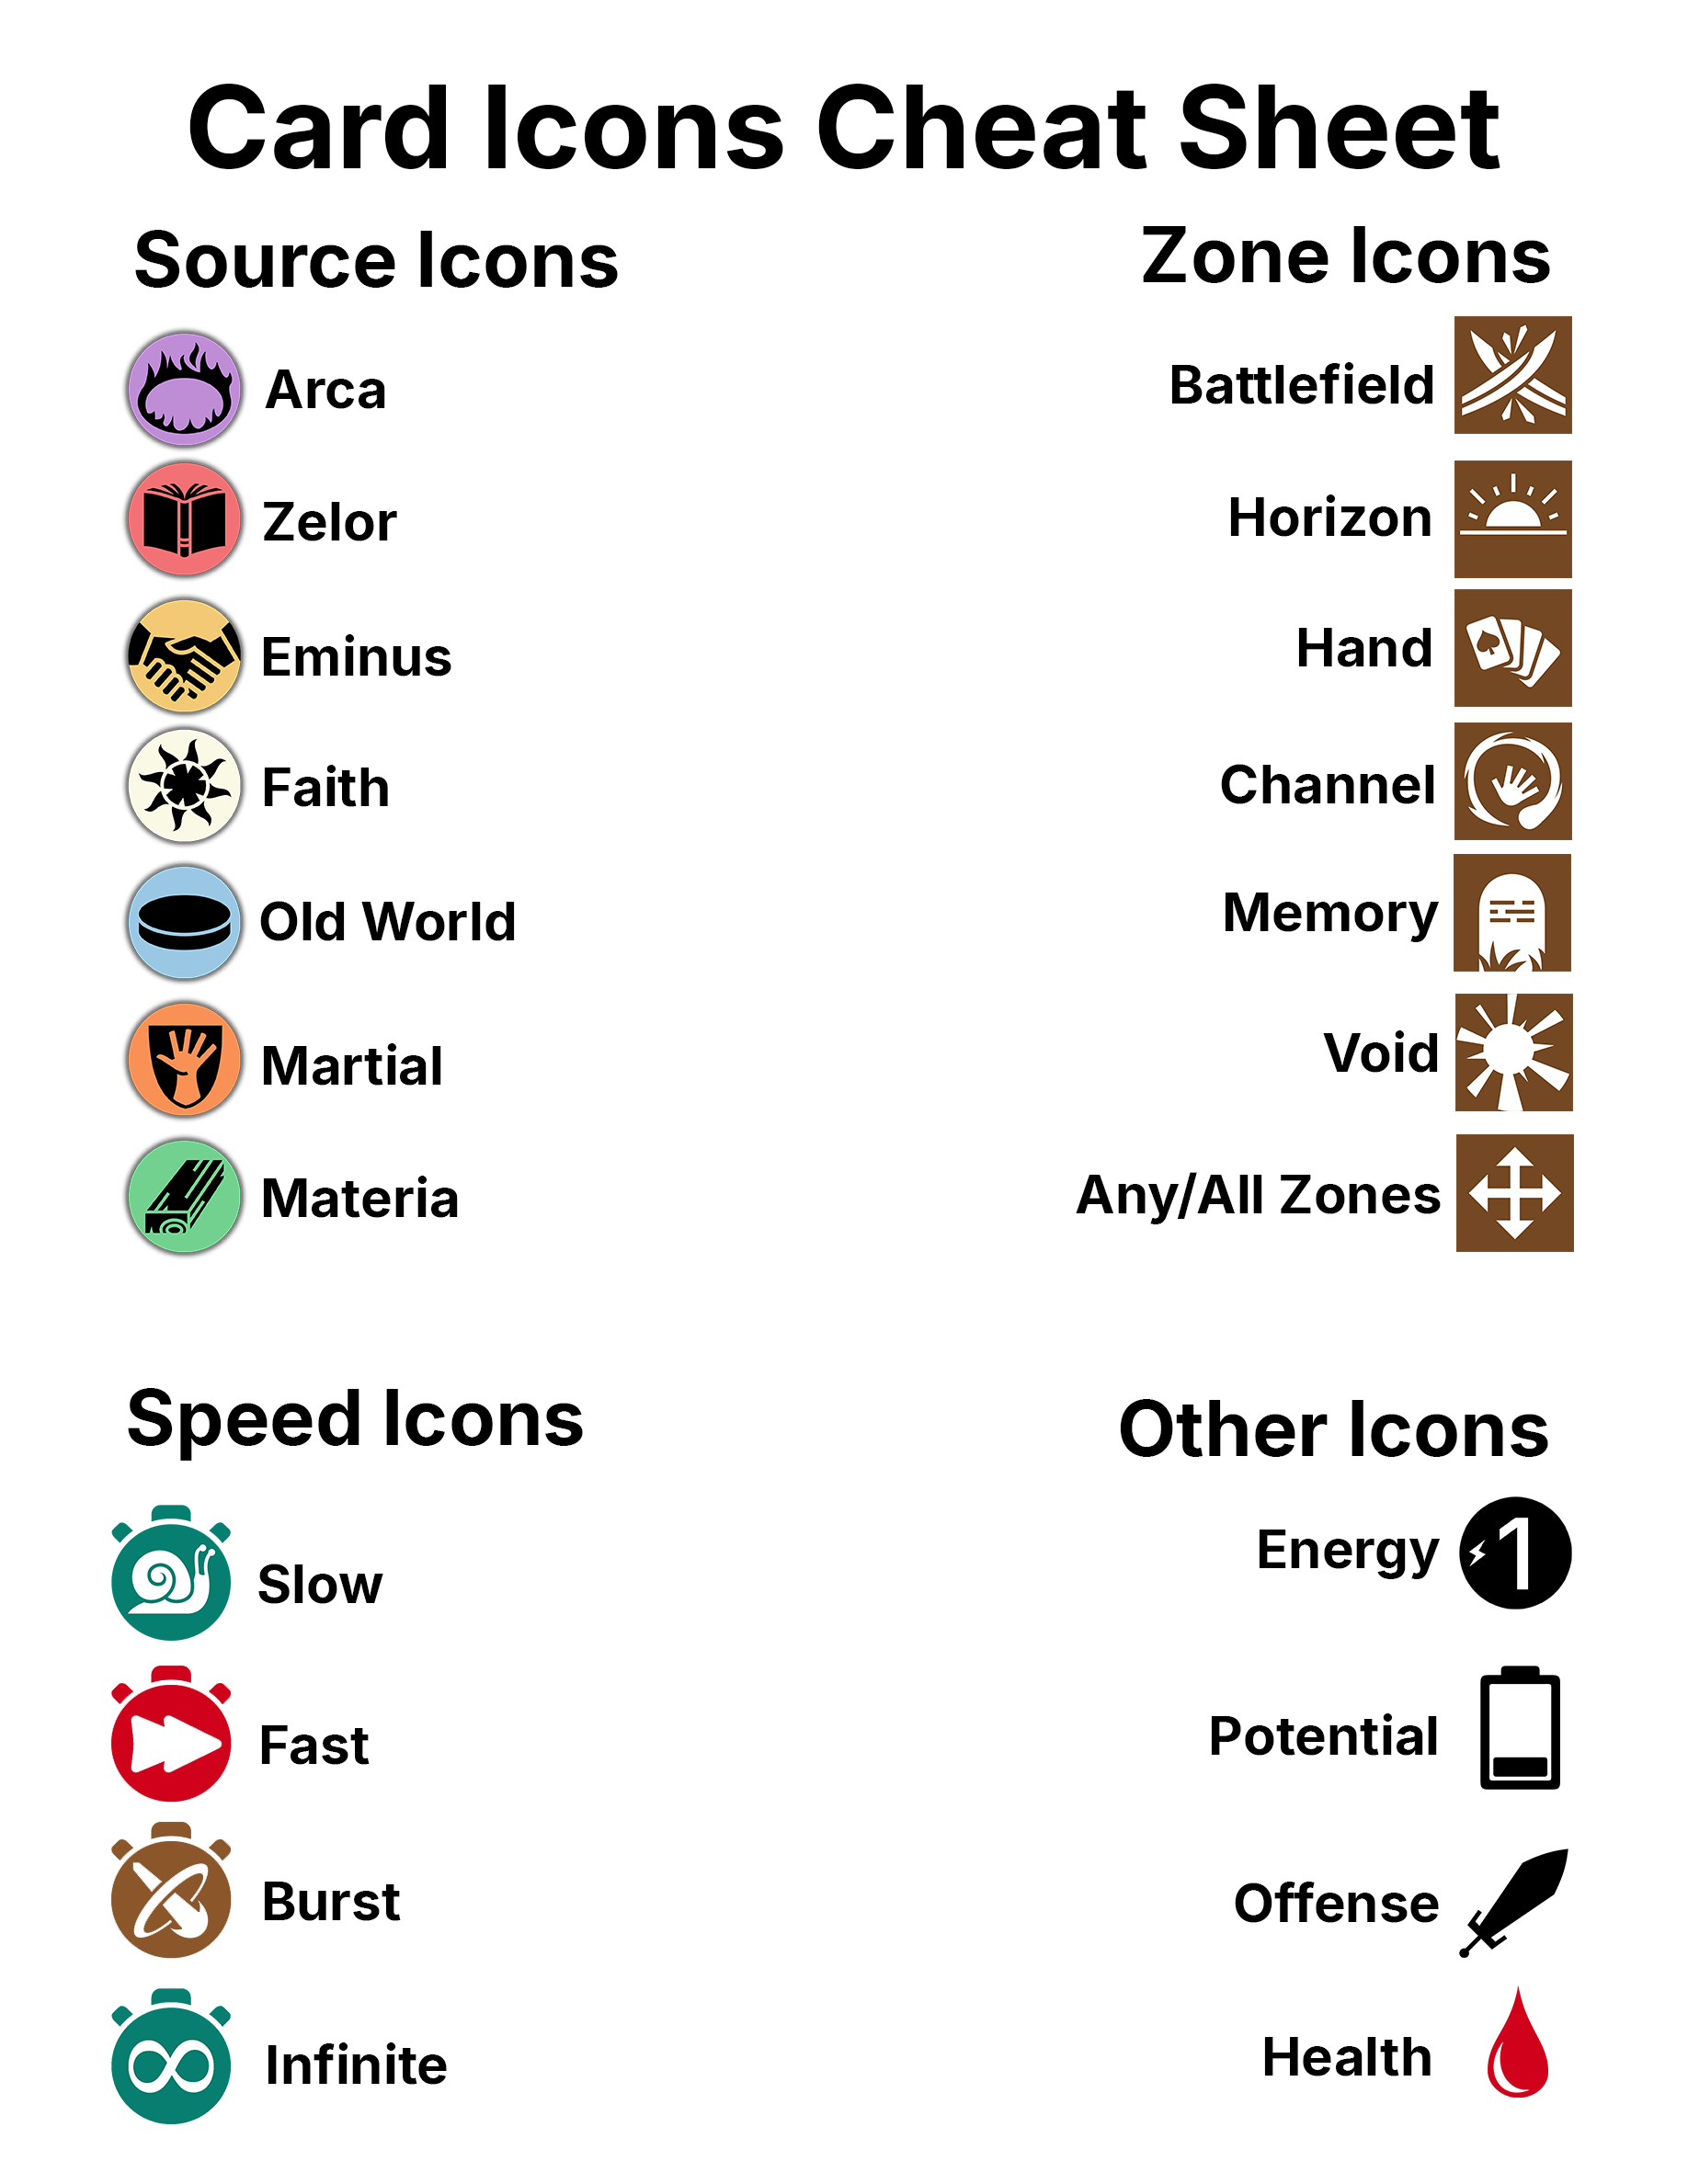 Card Icons Cheat Sheet
Source Icons
Arca
Zelor
Eminus
Faith
Old World
Martial
Materia
Zone Icons
Battlefield
Horizon
Hand
Channel
Memory
Void
Any/All Zones
Speed Icons
Slow
Fast
Burst
Infinite
Other Icons
Energy 1
Potential
Offense
Health